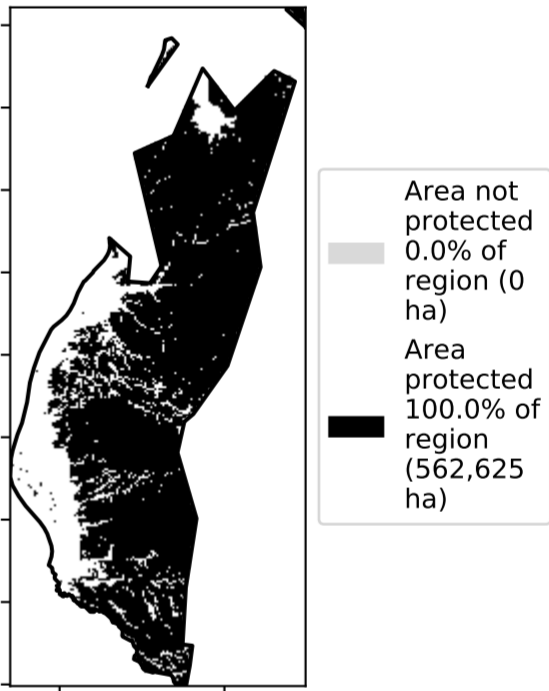 Area not
protected
0.0% of
region (0
ha)
Area
protected
100.0% of
region
(562,625
ha)